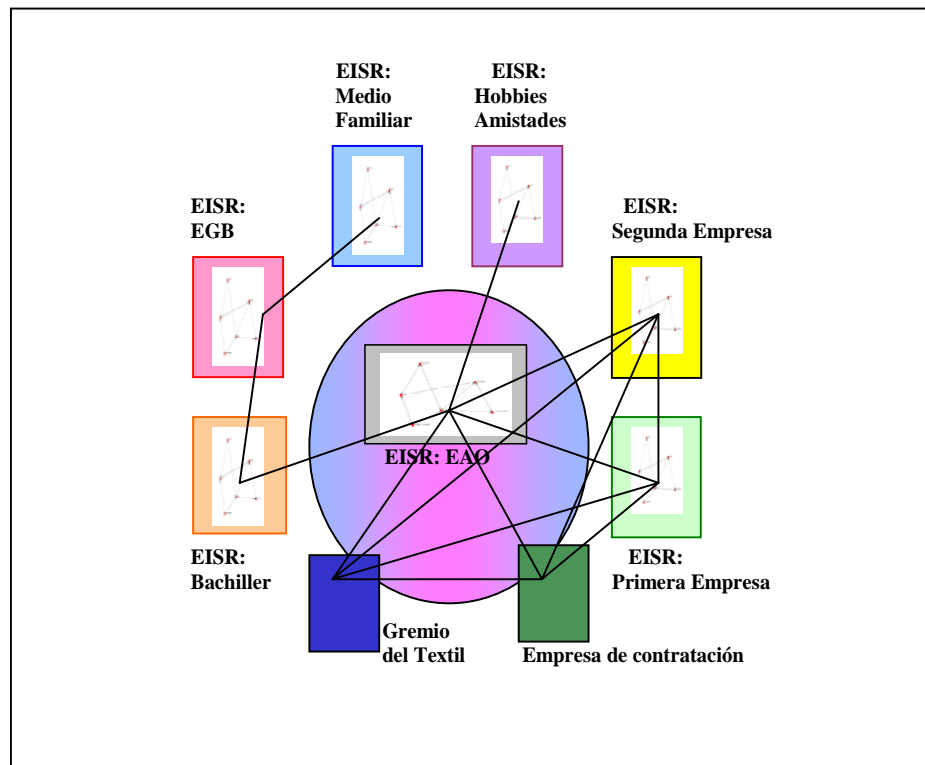 EISR:
Medio
Familiar
EISR:
Hobbies
Amistades
EISR:
EGB
EISR:
Segunda Empresa
EISR: EAO
EISR:
Bachiller
EISR:
Primera Empresa
Gremio
del Textil
Empresa de contratación